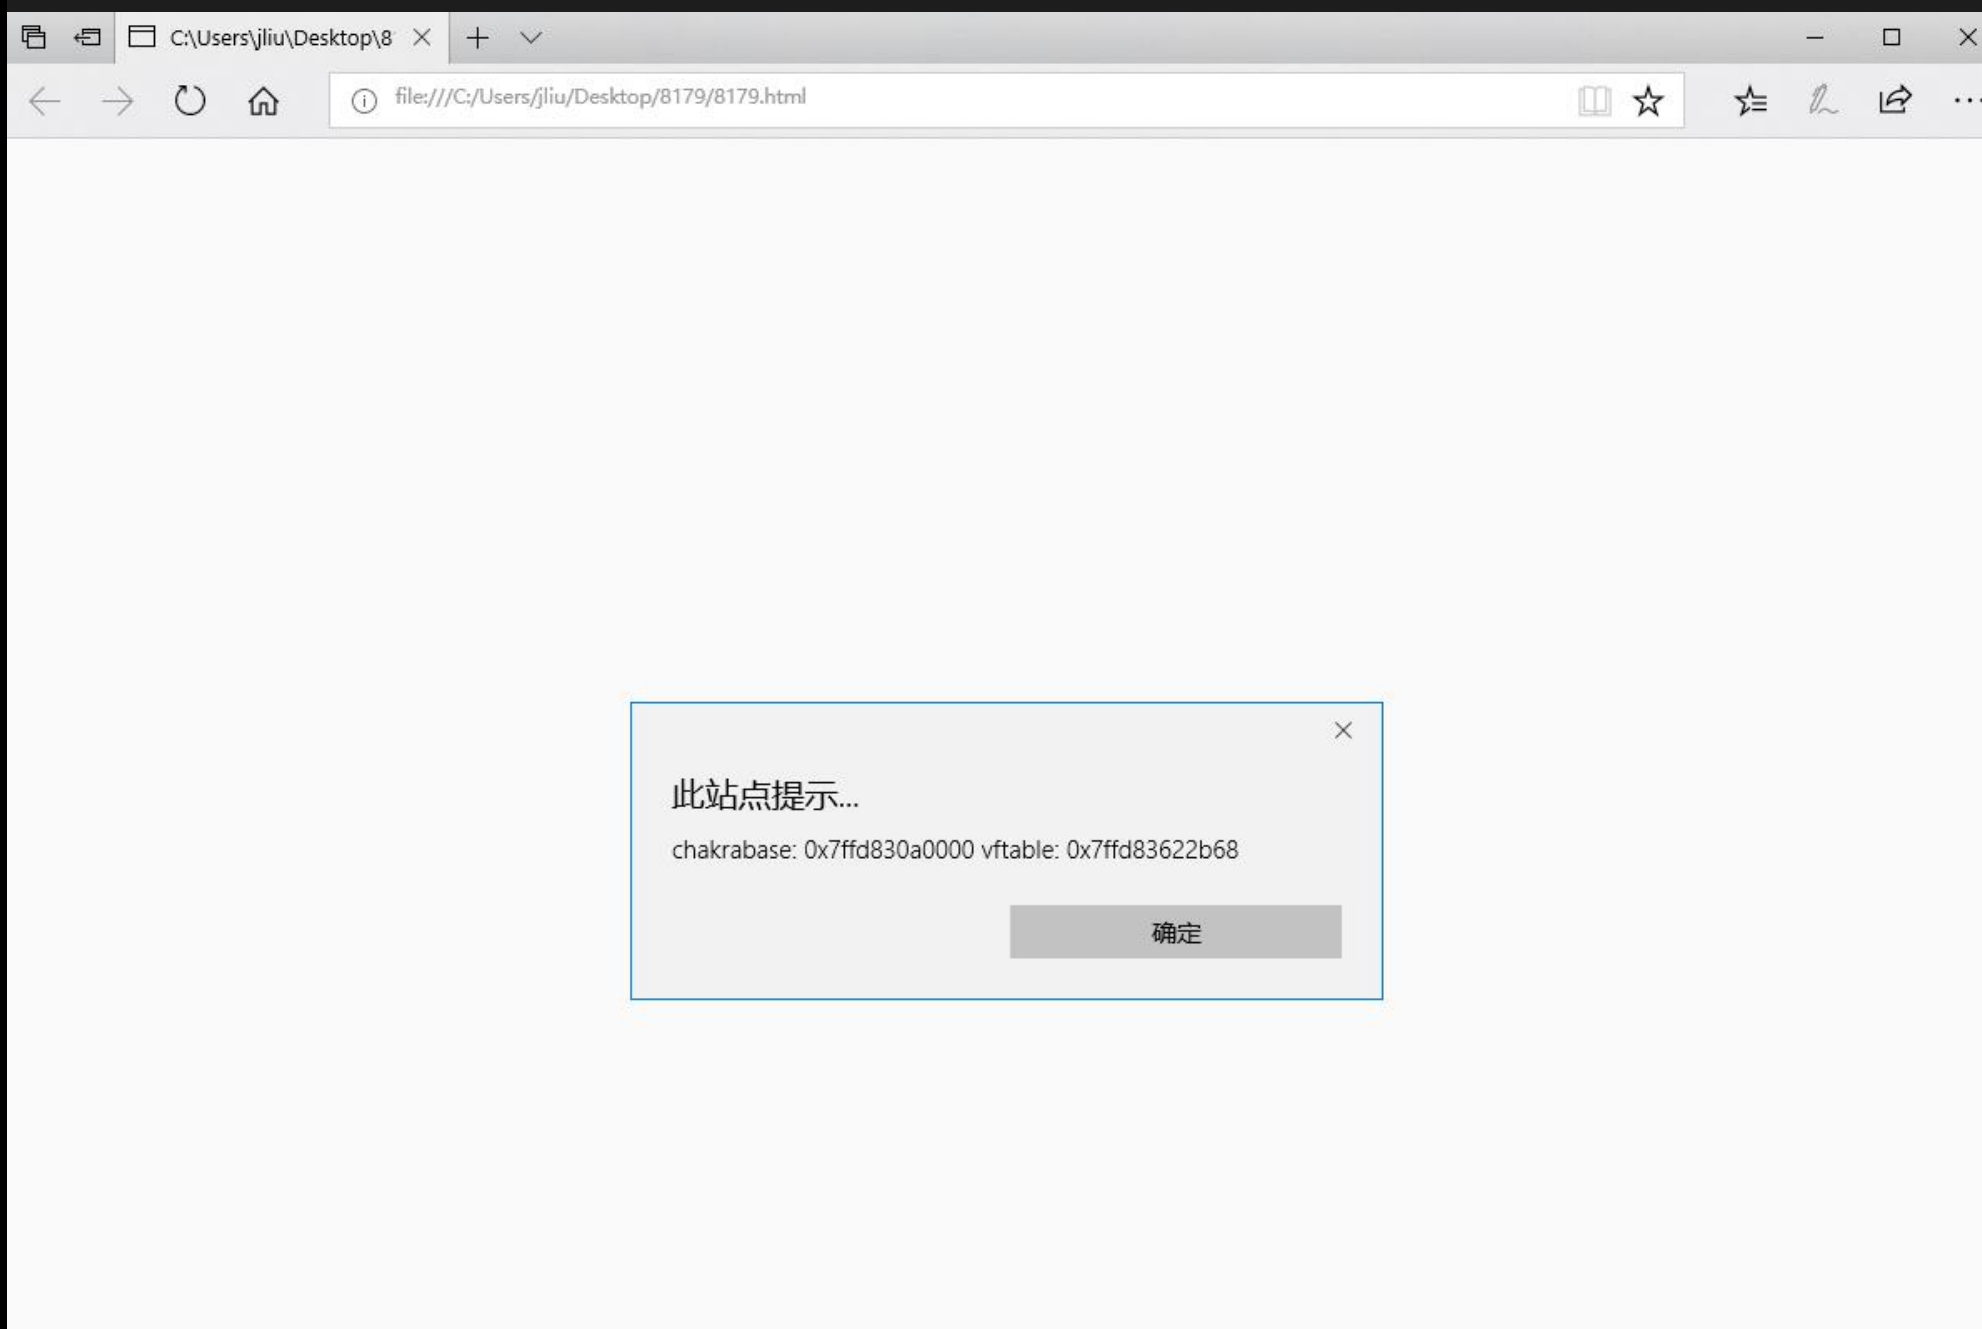 C:\Users\jliu\Desktop\8
file:///C:/Users/jliu/Desktop/8179/8179.html
此站点提示...
chakrabase: 0x7ffd830a0000 vftable: 0x7ffd83622b68
确定